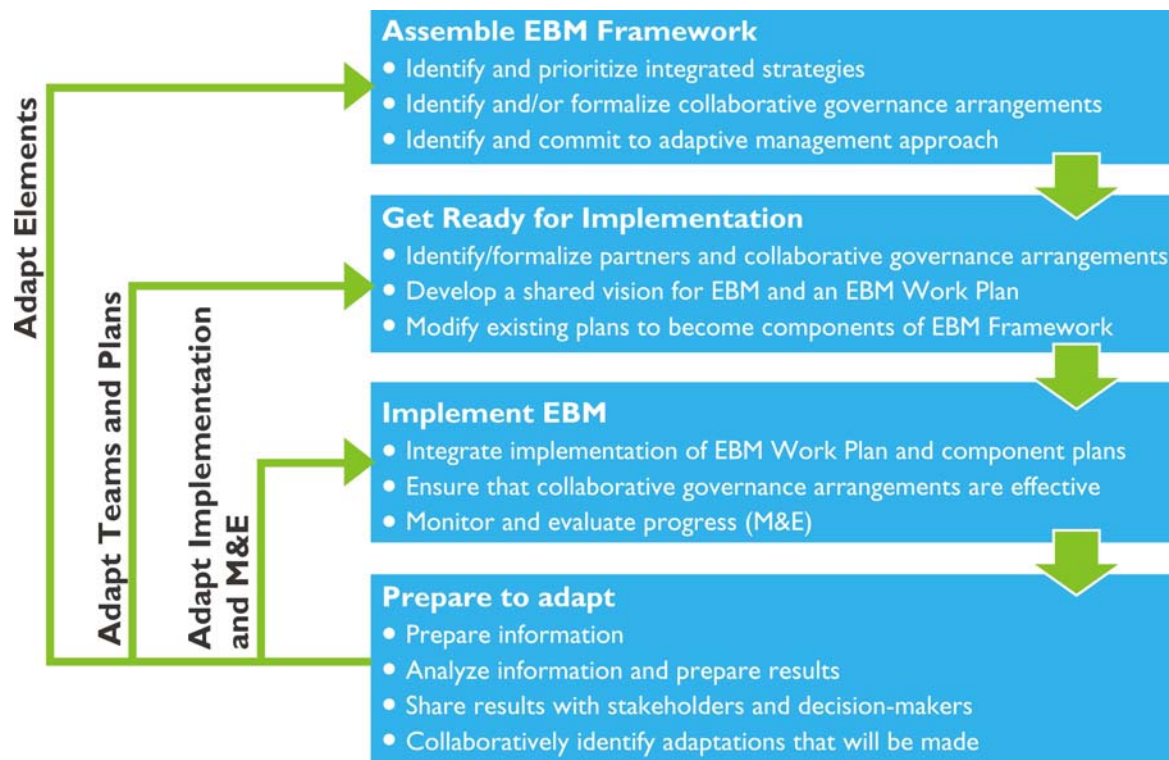 Assemble EBM Framework
• Identify and prioritize integrated strategies
• Identify and/or formalize collaborative governance arrangements
• Identify and commit to adaptive management approach
Get Ready for Implementation
• Identify/formalize partners and collaborative governance arrangements
• Develop a shared vision for EBM and an EBM Work Plan
• Modify existing plans to become components of EBM Framework
Implement EBM
• Integrate implementation of EBM Work Plan and component plans
• Ensure that collaborative governance arrangements are effective
• Monitor and evaluate progress (M&E)
Prepare to adapt
• Prepare information
• Analyze information and prepare results
• Share results with stakeholders and decision-makers
• Collaboratively identify adaptations that will be made
Adapt Elements
Adapt Teams and Plans
Adapt Implementation
and M&E